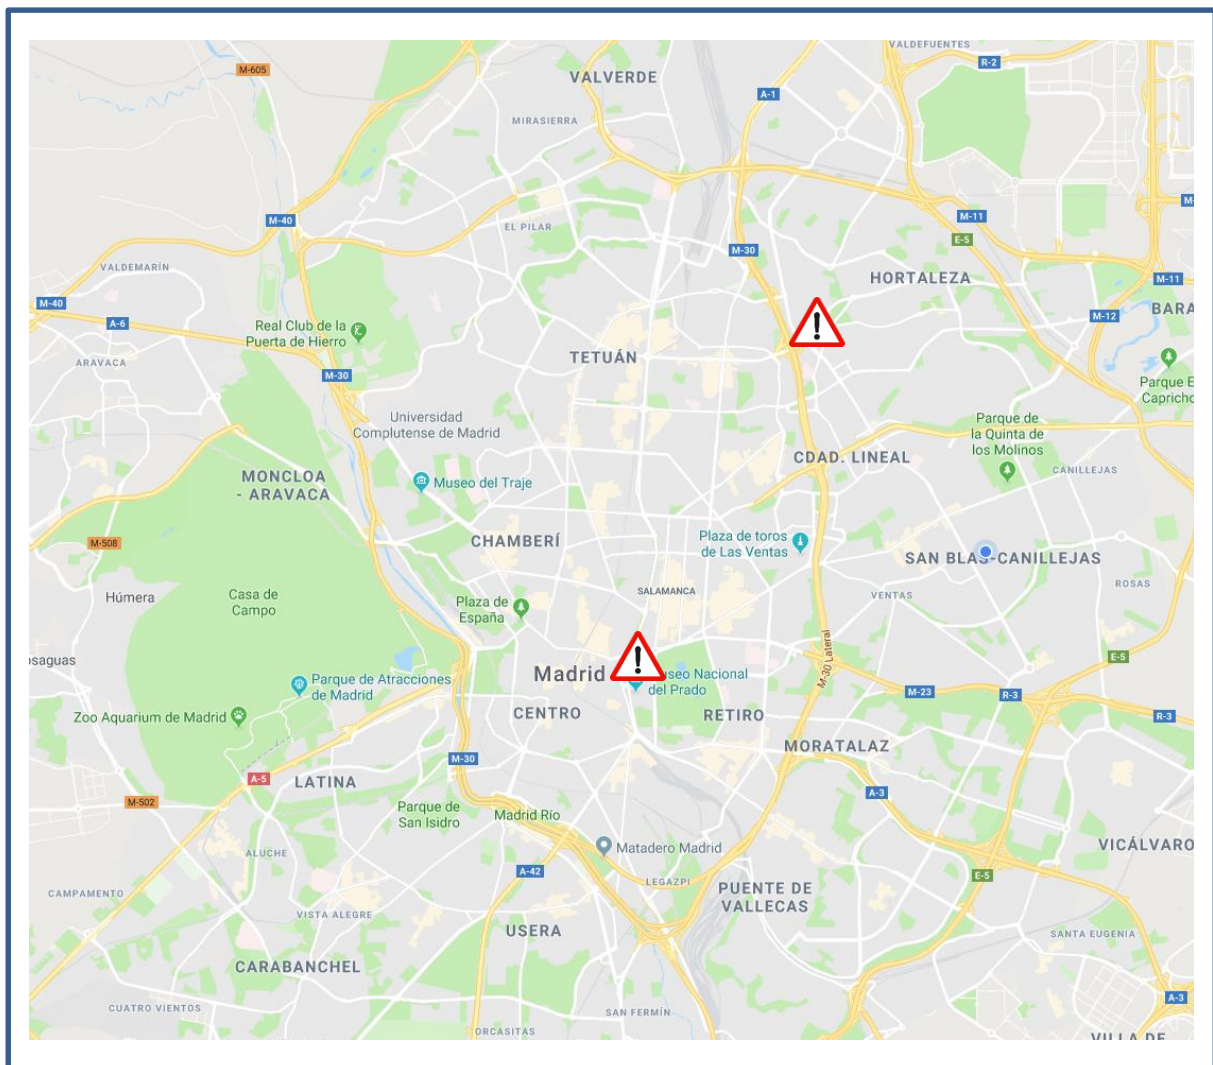 VALDEFUENTES
M-605
R-2
VALVERDE
A-1
MIRASIERRA
M-40
M-11
EL PILAR
E-5
M-30
VALDEMARÍN
HORTALEZA
M-11
M-40
A-6
M-12
BARA
Real Club de la
Puerta de Hierro
TETUÁN
ARAVACA
M-30
Parque E
Capricho
Universidad
Complutense de Madrid
Parque de
la Quinta de
los Molinos
CDAD. LINEAL
CANILLEJAS
MONCLOA
- ARAVACA
Museo del Traje
M-508
CHAMBERÍ
Plaza de toros
de Las Ventas
SAN BLAS-CANILLEJAS
ROSAS
Húmera
Casa de
Campo
SALAMANCA
VENTAS
Plaza de
España
M-30 Lateral
osaguas
E-5
Madrid
useo Nacional
del Prado
Parque de Atracciones
de Madrid
M-23
R-3
Zoo Aquarium de Madrid
CENTRO
RETIRO
R-3
MORATALAZ
M-30
A-5
LATINA
A-3
M-502
Parque de
San Isidro
Madrid Río
Matadero Madrid
VICÁLVARO
ALUCHE
A-42
LEGAZPI
E-5
CAMPAMENTO
PUENTE DE
VALLECAS
VISTA ALEGRE
USERA
SANTA EUGENIA
CARABANCHEL
A-3
CUATRO VIENTOS
SAN FERMÍN
ORCASITAS
VILLA DE